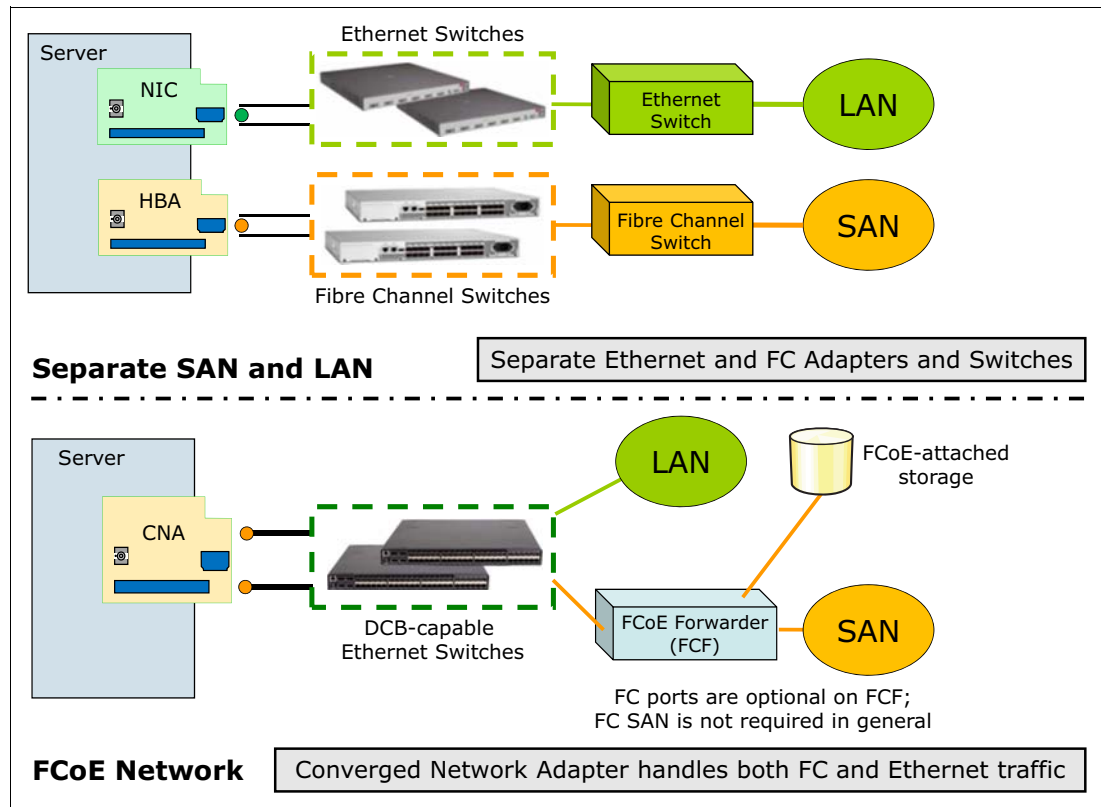 Ethernet Switches
Server
NIC
Ethernet
Switch
LAN
HBA
Fibre Channel
Switch
SAN
Fibre Channel Switches
Separate SAN and LAN
Separate Ethernet and FC Adapters and Switches
Server
LAN
FCoE-attached
storage
CNA
DCB-capable
Ethernet Switches
FCoE Forwarder
(FCF)
SAN
FC ports are optional on FCF;
FC SAN is not required in general
FCoE Network
Converged Network Adapter handles both FC and Ethernet traffic